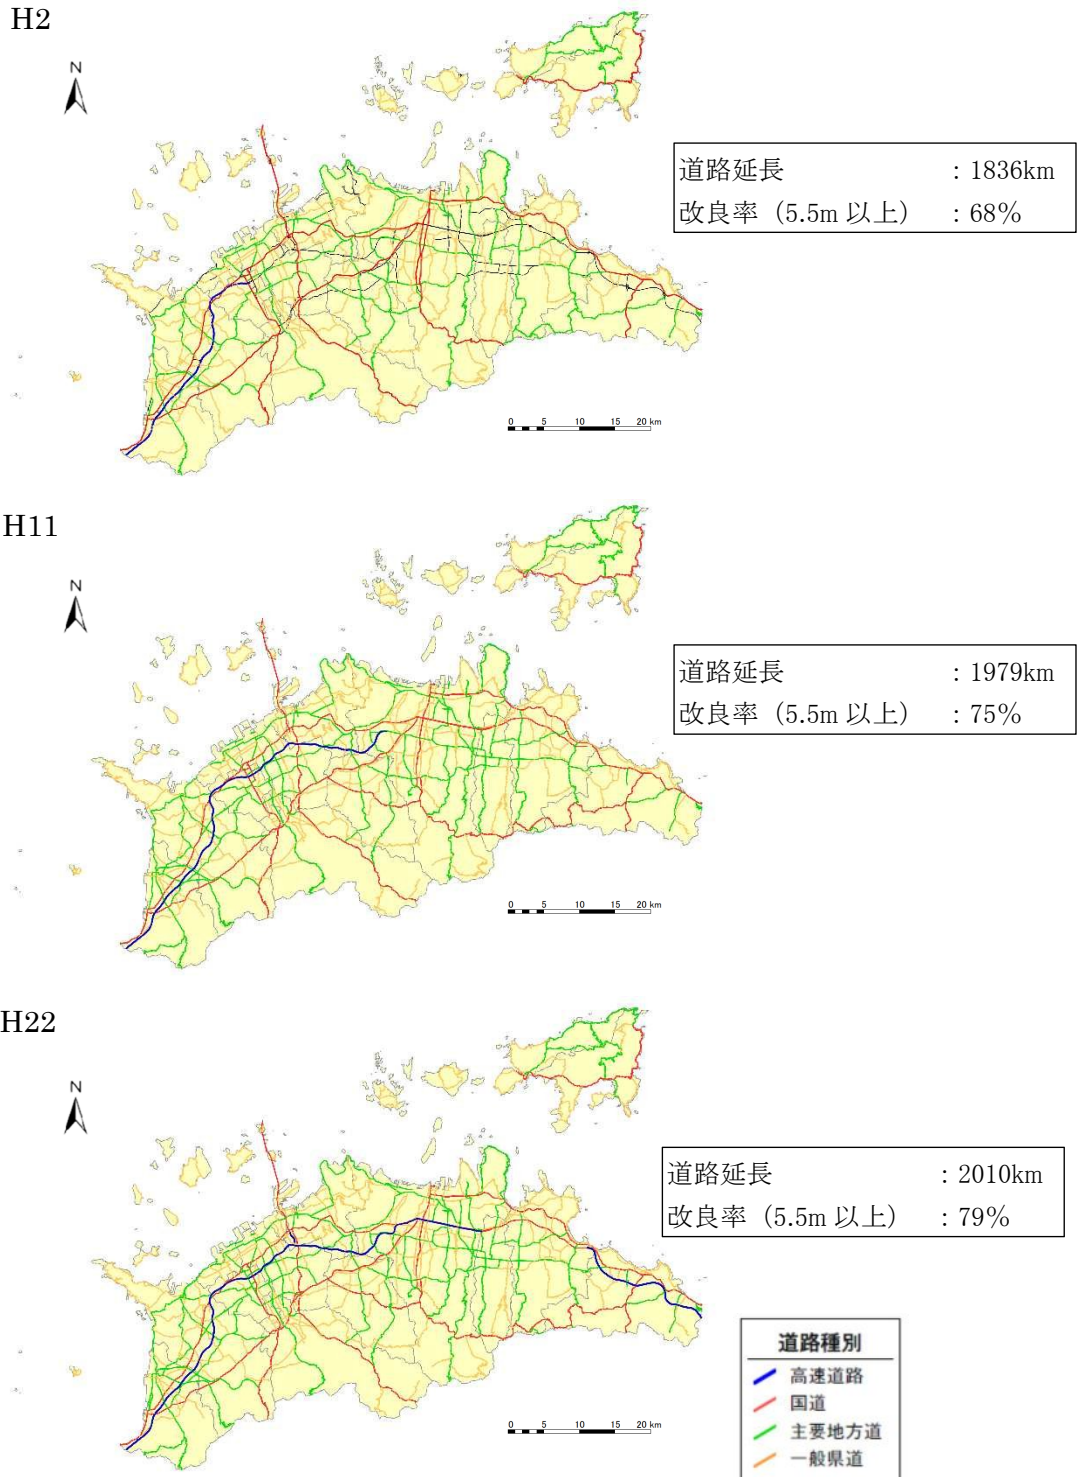 H2
N
道路延長 : 1836km
改良率 (5.5m 以上) : 68%
0 5 10 15 20 km
H11
N
道路延長 : 1979km
改良率 (5.5m 以上) : 75%
0 5 10 15 20 km
H22
N
道路延長 : 2010km
改良率 (5.5m 以上) : 79%
0 5 10 15 20 km
道路種別
高速道路
国道
主要地方道
一般県道